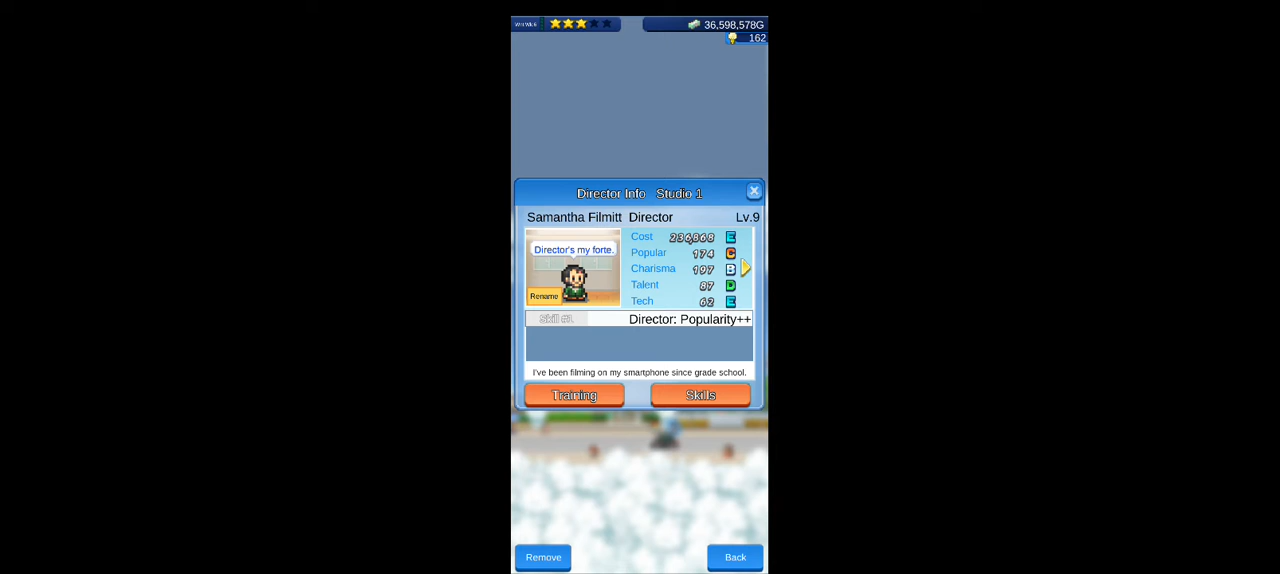 36,598,578G
162
Director Info Studio 1
Samantha Filmitt Director Lv.9
Director's my forte.
Rename
Cost 236,868 E
Popular 174 C
Charisma 197 B
Talent 87 D
Tech 62 E
Skill #1 Director: Popularity++
I've been filming on my smartphone since grade school.
Training Skills
Remove Back